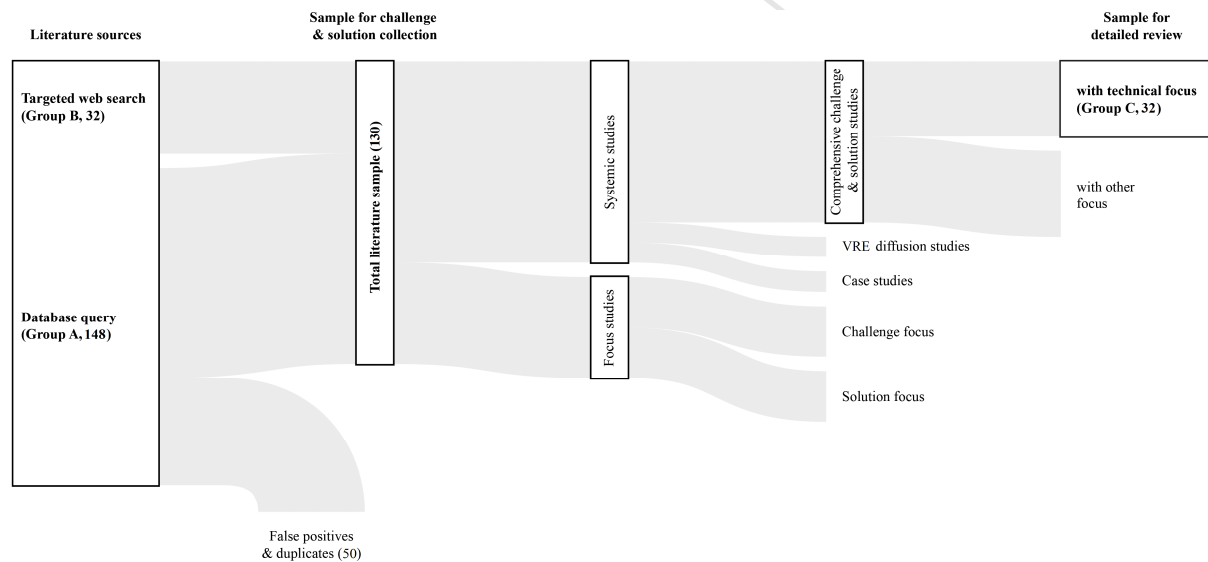 Literature sources
Sample for challenge
& solution collection
Sample for
detailed review
Targeted web search
(Group B, 32)
Database query
(Group A, 148)
Total literature sample (130)
Systemic studies
Focus studies
Comprehensive challenge
& solution studies
with technical focus
(Group C, 32)
with other
focus
VRE diffusion studies
Case studies
Challenge focus
Solution focus
False positives
& duplicates (50)